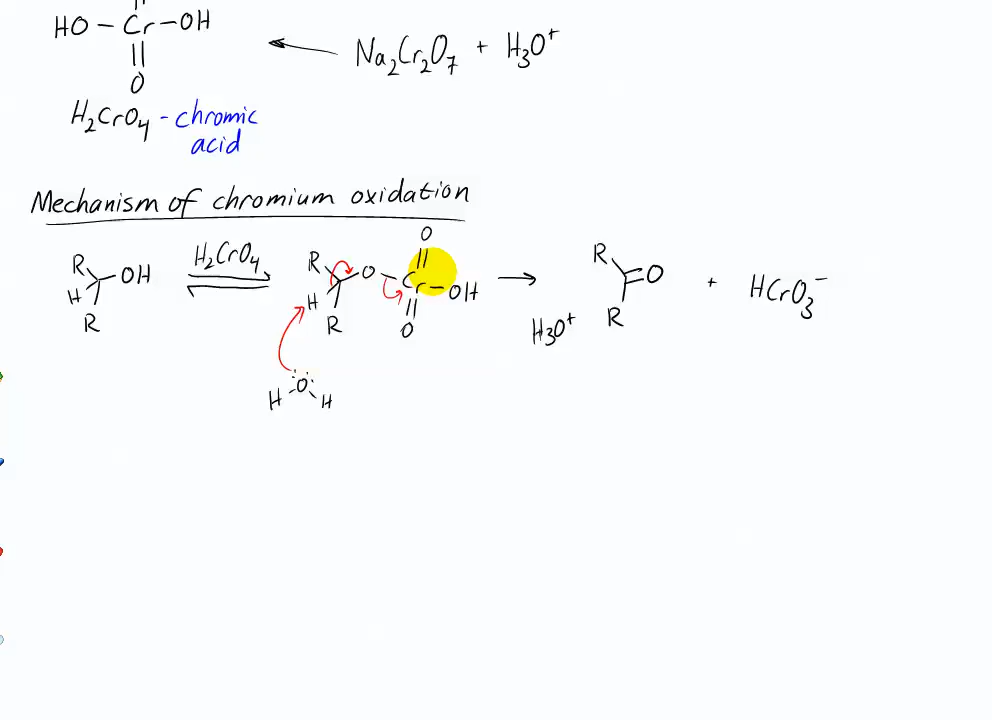 HO – Cr – OH
O
Na2Cr2O7 + H3O+
H2CrO4 - chromic
acid
Mechanism of chromium oxidation
R OH H
R
H2CrO4
R O Cr OH H
R
O
O
H O H
H3O+
R O
R
+ HCrO3-